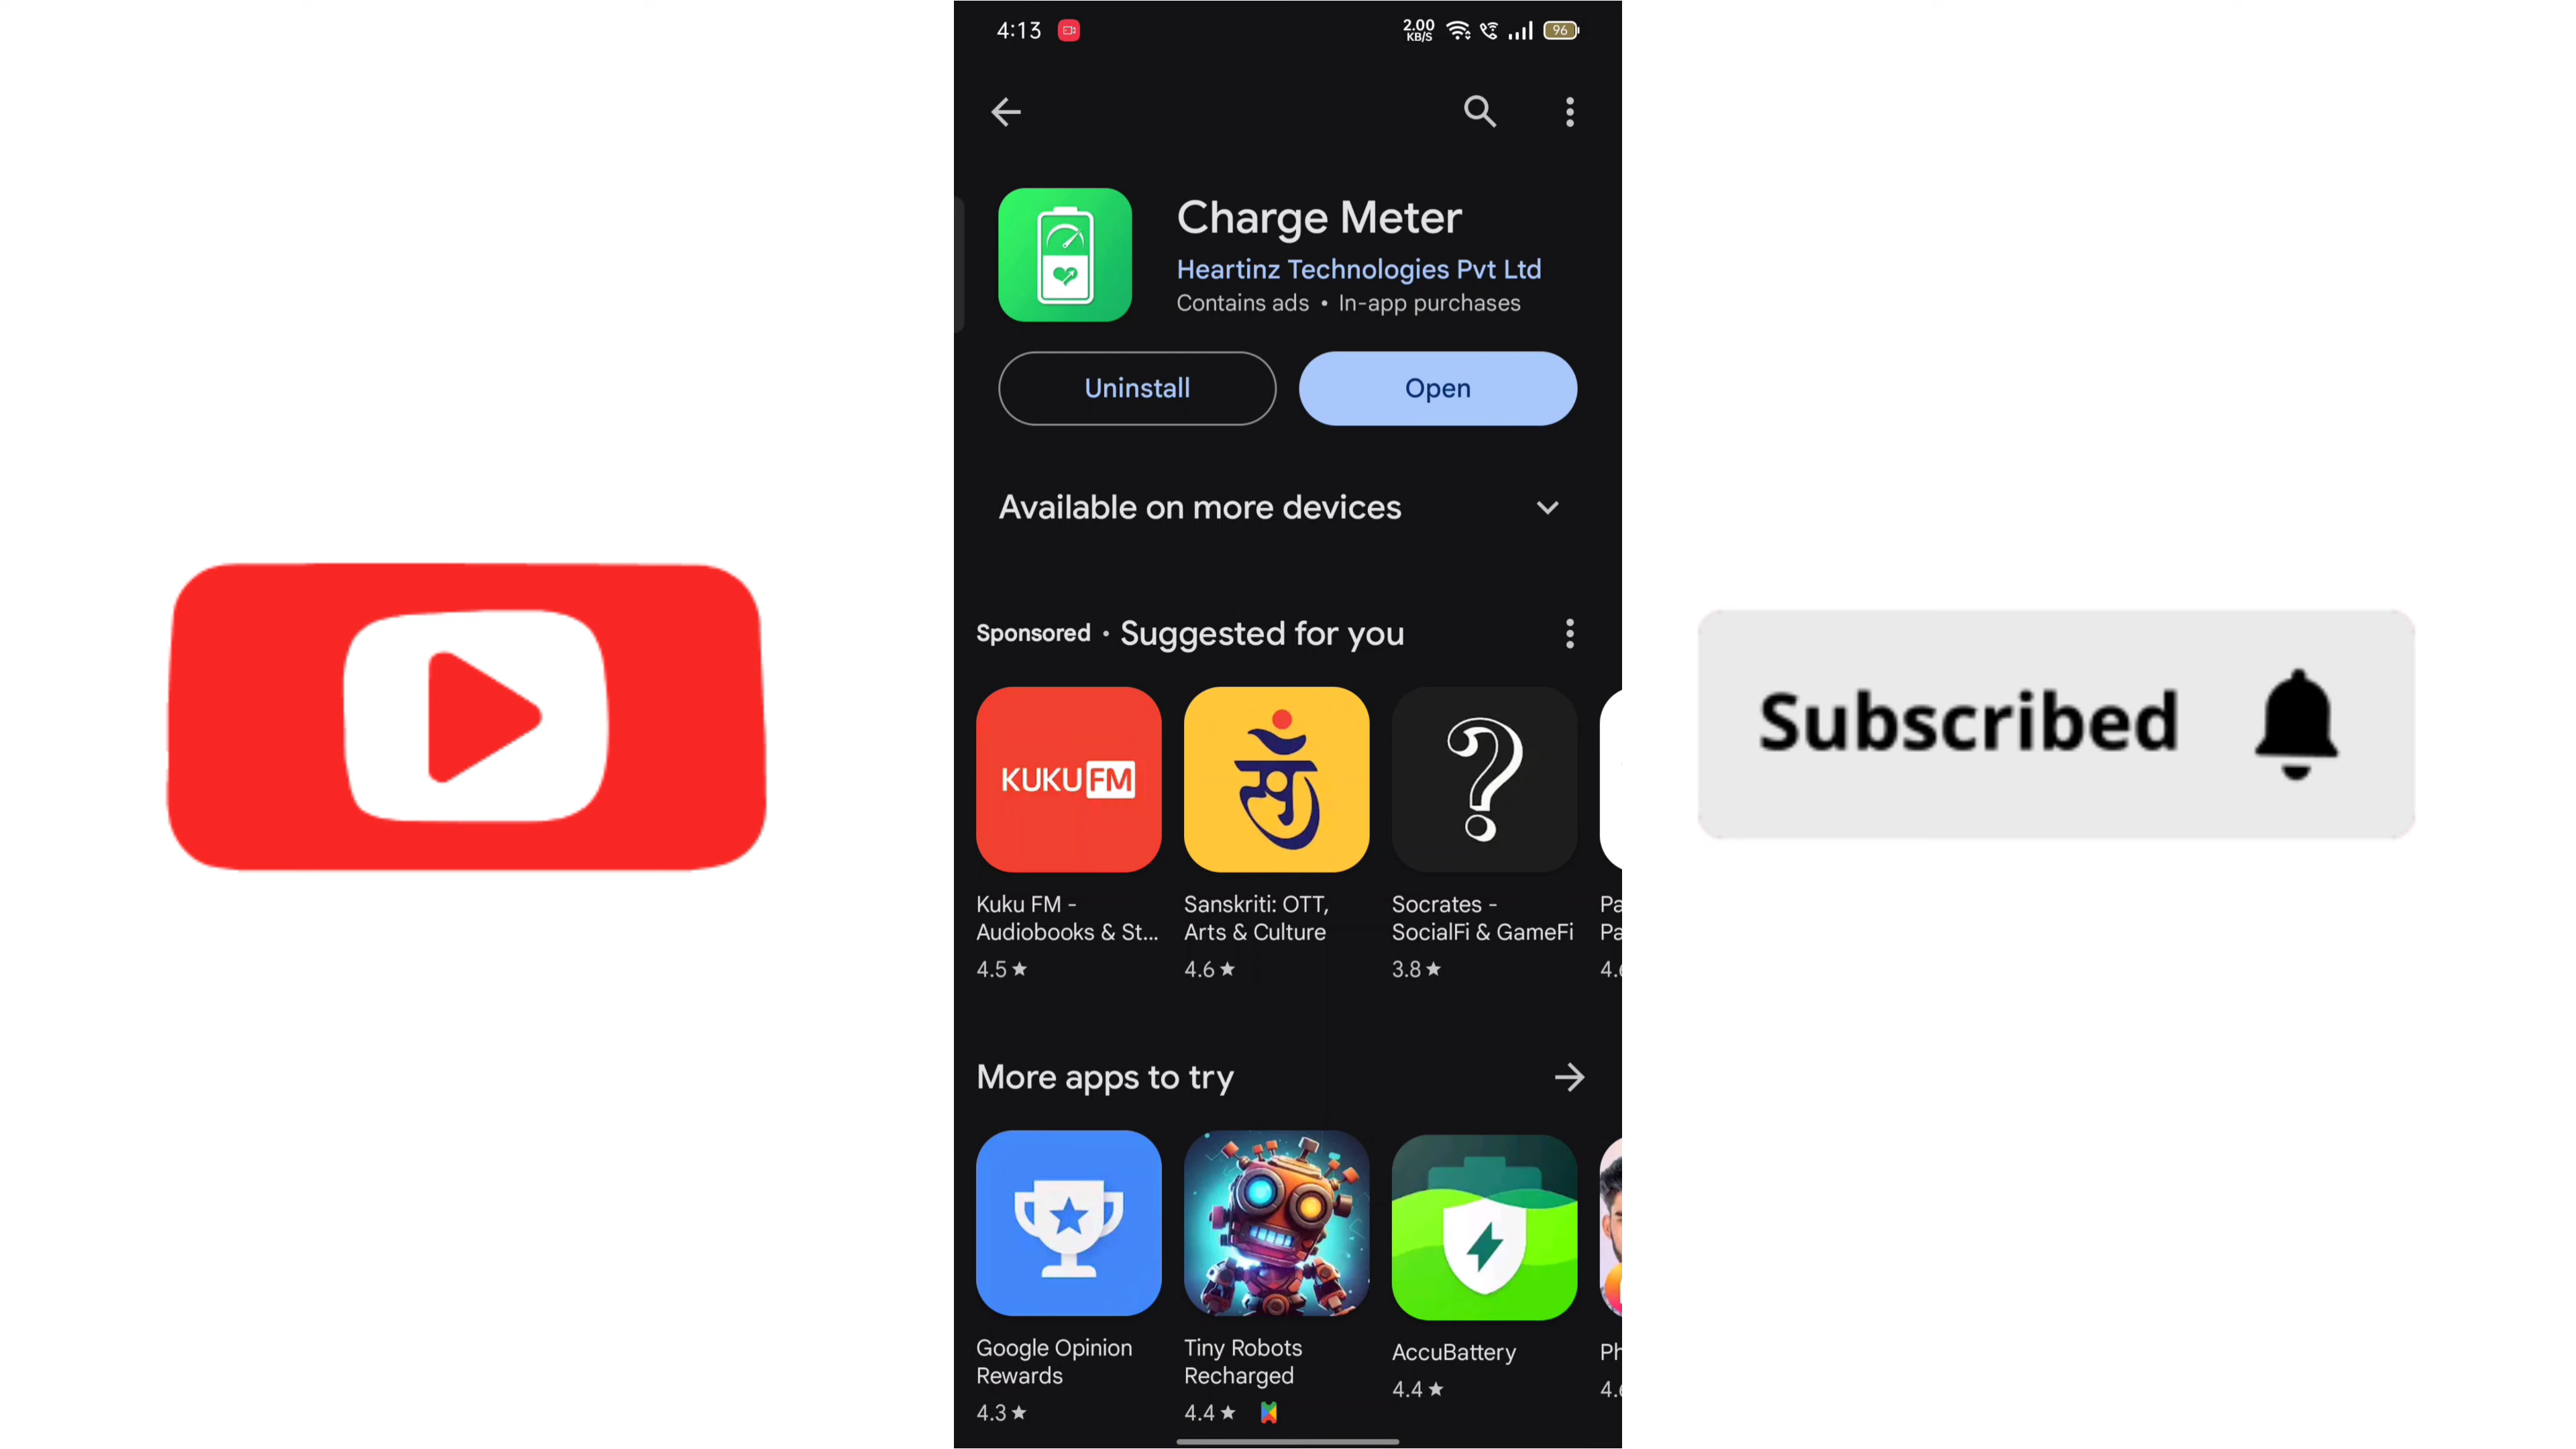 4:13
2.00
KB/S
96
Charge Meter
Heartinz Technologies Pvt Ltd
Contains ads • In-app purchases
Uninstall
Open
Available on more devices
Sponsored • Suggested for you
KUKU FM
Kuku FM -
Audiobooks & St...
4.5 ★
Sanskriti: OTT,
Arts & Culture
4.6 ★
?
Socrates -
SocialFi & GameFi
3.8 ★
Subscribed
More apps to try
Google Opinion
Rewards
4.3 ★
Tiny Robots
Recharged
4.4 ★
AccuBattery
4.4 ★